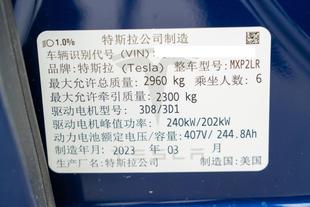 1.0% 特斯拉公司制造
车辆识别代号（VIN）：
品牌：特斯拉（Tesla） 整车型号：MXP2LR
最大允许总质量：2960 kg 乘坐人数：6
最大允许牵引质量：2300 kg
驱动电机型号：3D8/3D1
驱动电机峰值功率：240kW/202kW
动力电池额定电压/容量：407V/ 244.8Ah
制造年月：2023 年 03 月
生产厂名：特斯拉公司 制造国：美国